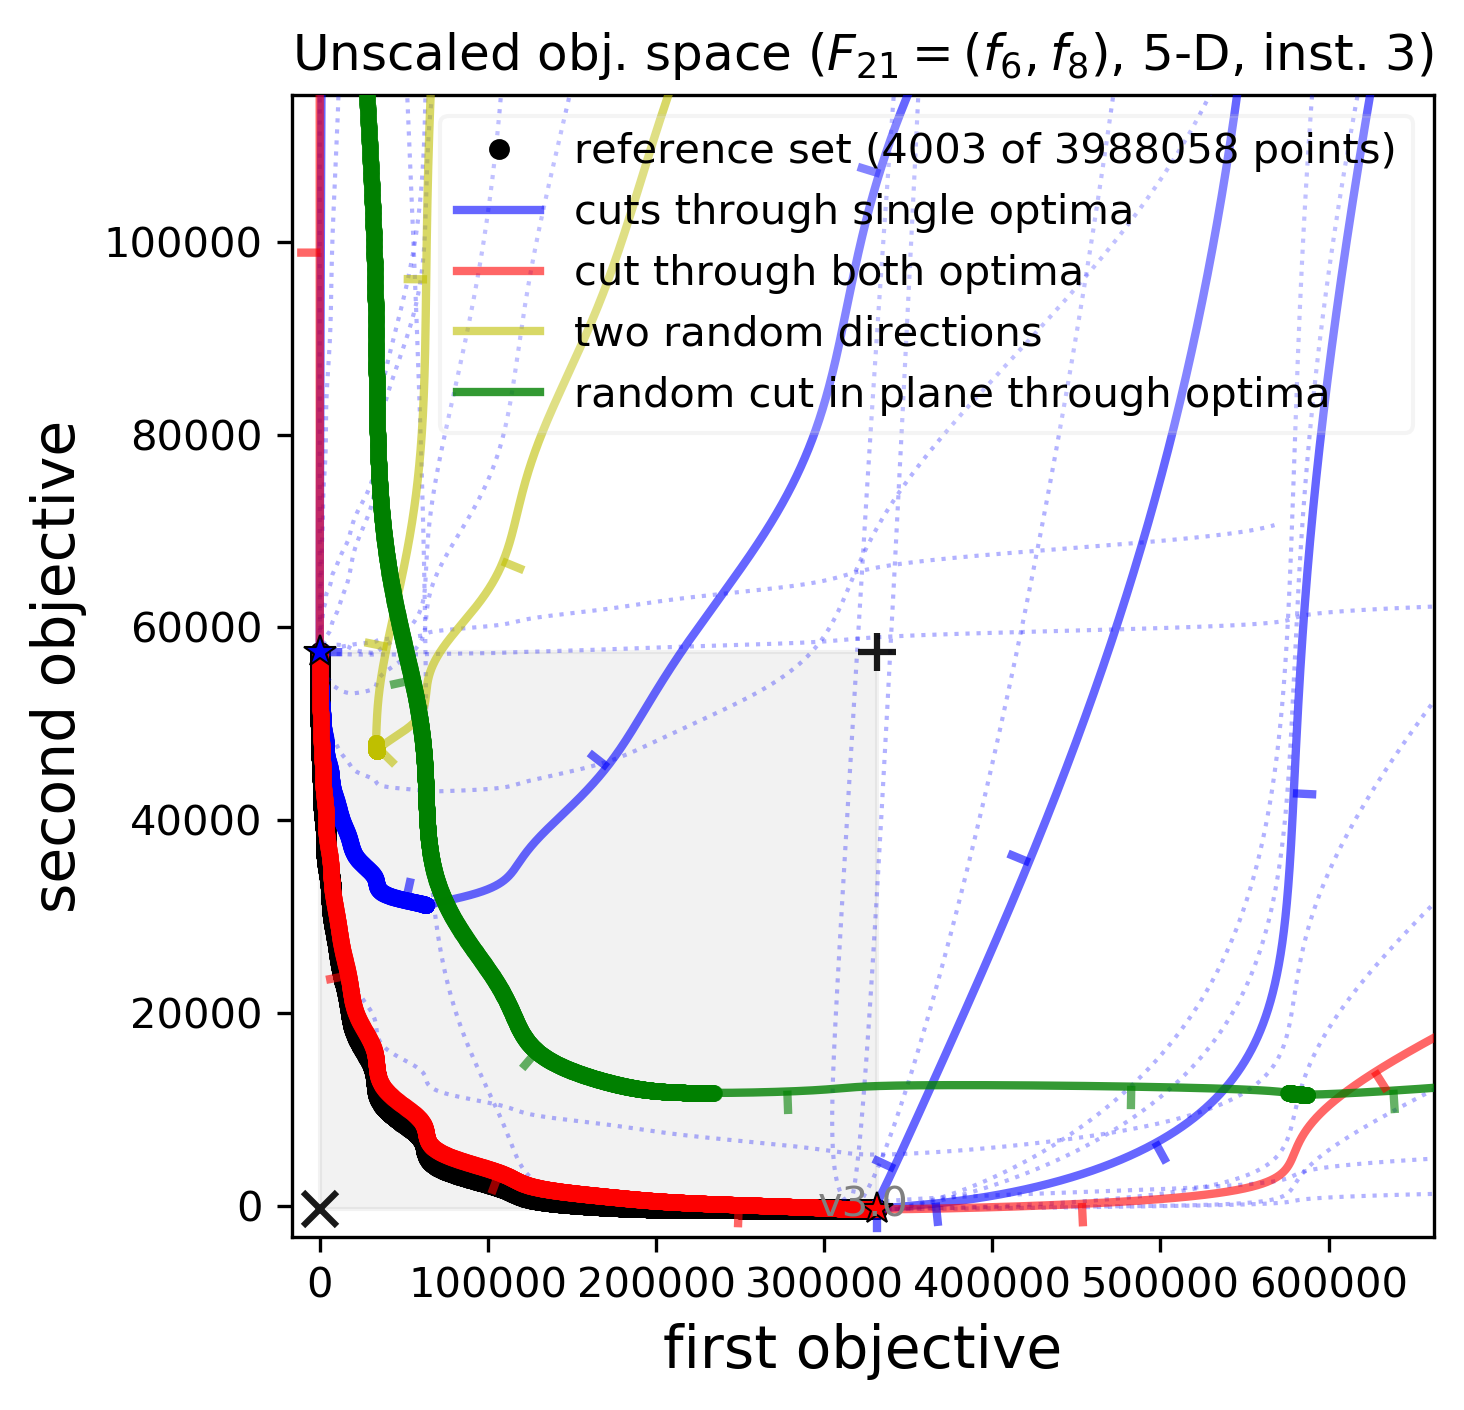 Unscaled obj. space (F₂₁ = (f₆, f₈), 5-D, inst. 3)
reference set (4003 of 3988058 points)
cuts through single optima
cut through both optima
two random directions
random cut in plane through optima
100000
80000
60000
40000
20000
0
second objective
v3.0
0 100000 200000 300000 400000 500000 600000
first objective